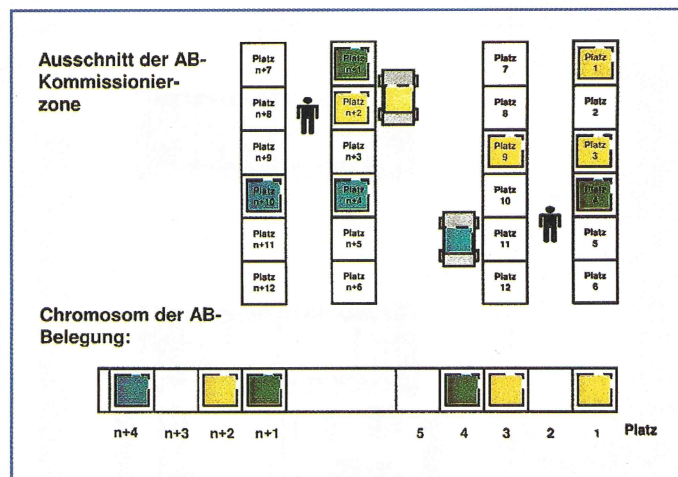 Ausschnitt der AB-
Kommissionier-
zone
Platz
n+7
Platz
n+8
Platz
n+9
Platz
n+10
Platz
n+11
Platz
n+12
Platz
n+1
Platz
n+2
Platz
n+3
Platz
n+4
Platz
n+5
Platz
n+6
Platz
7
Platz
8
Platz
9
Platz
10
Platz
11
Platz
12
Platz
1
Platz
2
Platz
3
Platz
4
Platz
5
Platz
6
Chromosom der AB-
Belegung:
n+4 n+3 n+2 n+1 5 4 3 2 1 Platz